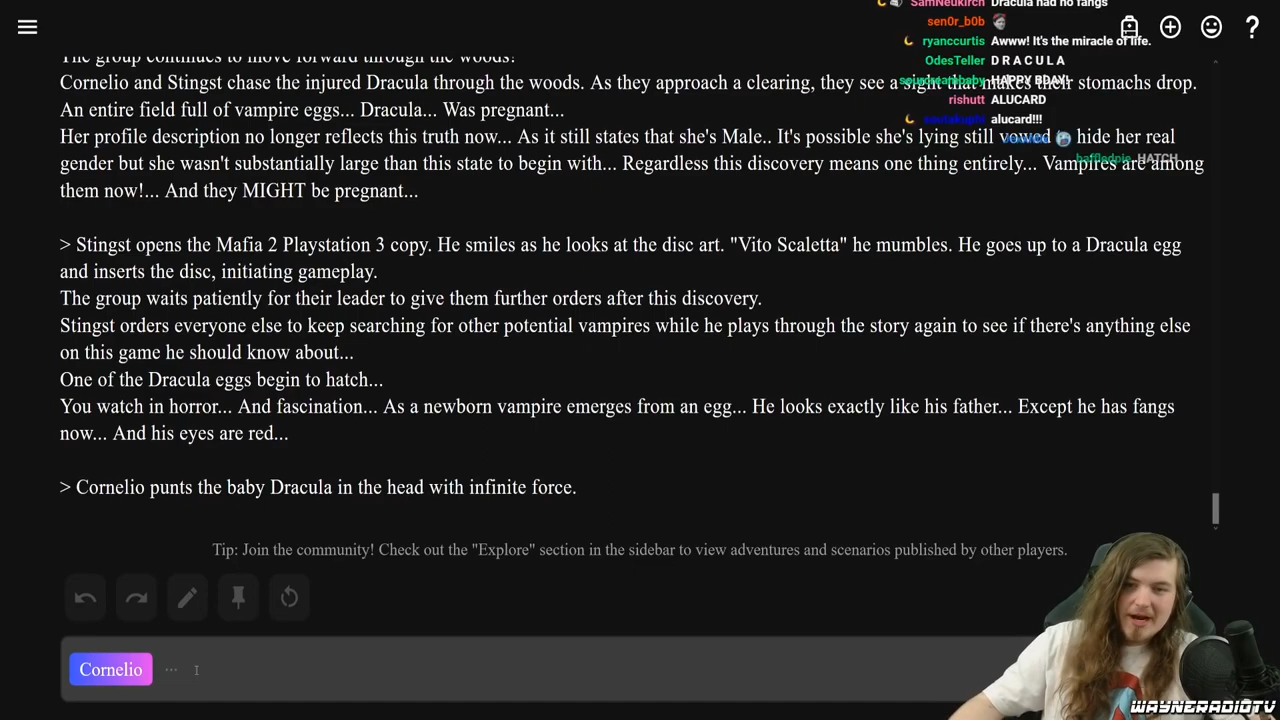 SamNeukirch Dracula had no fangs
sen0r_b0b
ryanccurtis Awww! It's the miracle of life.
OdesTeller D R A C U L A
HAPPY BDAY!
rishutt ALUCARD
alucard!!!
baffledpie HATCH
The group continues to move forward through the woods!
Cornelio and Stingst chase the injured Dracula through the woods. As they approach a clearing, they see a sight that makes their stomachs drop.
An entire field full of vampire eggs... Dracula... Was pregnant...
Her profile description no longer reflects this truth now... As it still states that she's Male.. It's possible she's lying still vowed hide her real
gender but she wasn't substantially large than this state to begin with... Regardless this discovery means one thing entirely... Vampires are among
them now!... And they MIGHT be pregnant...
> Stingst opens the Mafia 2 Playstation 3 copy. He smiles as he looks at the disc art. "Vito Scaletta" he mumbles. He goes up to a Dracula egg
and inserts the disc, initiating gameplay.
The group waits patiently for their leader to give them further orders after this discovery.
Stingst orders everyone else to keep searching for other potential vampires while he plays through the story again to see if there's anything else
on this game he should know about...
One of the Dracula eggs begin to hatch...
You watch in horror... And fascination... As a newborn vampire emerges from an egg... He looks exactly like his father... Except he has fangs
now... And his eyes are red...
> Cornelio punts the baby Dracula in the head with infinite force.
Tip: Join the community! Check out the "Explore" section in the sidebar to view adventures and scenarios published by other players.
Cornelio ...
WAYNERADIOTV